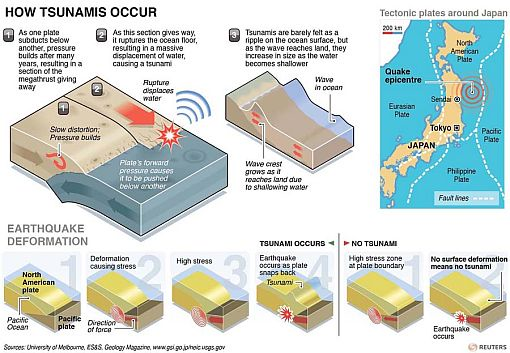 HOW TSUNAMIS OCCUR
1
As one plate
subducts below
another, pressure
builds after many
years, resulting in a
section of the
megathrust giving
away
2
As this section gives way,
it ruptures the ocean floor,
resulting in a massive
displacement of water,
causing a tsunami
3
Tsunamis are barely felt as a
ripple on the ocean surface, but
as the wave reaches land, they
increase in size as the water
becomes shallower
Rupture
displaces
water
1
2
Slow distortion;
Pressure builds
Plate's forward
pressure causes
it to be pushed
below another
Wave
in ocean
Wave crest
grows as it
reaches land due
to shallowing water
Tectonic plates around Japan
200 km
North
American
Plate
Quake
epicentre
Sendai
Eurasian
Plate
Tokyo
Pacific
Plate
JAPAN
Philippine
Plate
Fault lines
EARTHQUAKE
DEFORMATION
TSUNAMI OCCURS
NO TSUNAMI
1
North
American
plate
Pacific
Ocean
Pacific
plate
2
Deformation
causing stress
Direction
of force
3
High stress
4
Earthquake
occurs as plate
snaps back
Tsunami
1
High stress zone
at plate boundary
2
No surface deformation
means no tsunami
Earthquake
occurs
Sources: University of Melbourne, ES&S, Geology Magazine, www.gsi.go.jp/neic.usgs.gov
REUTERS